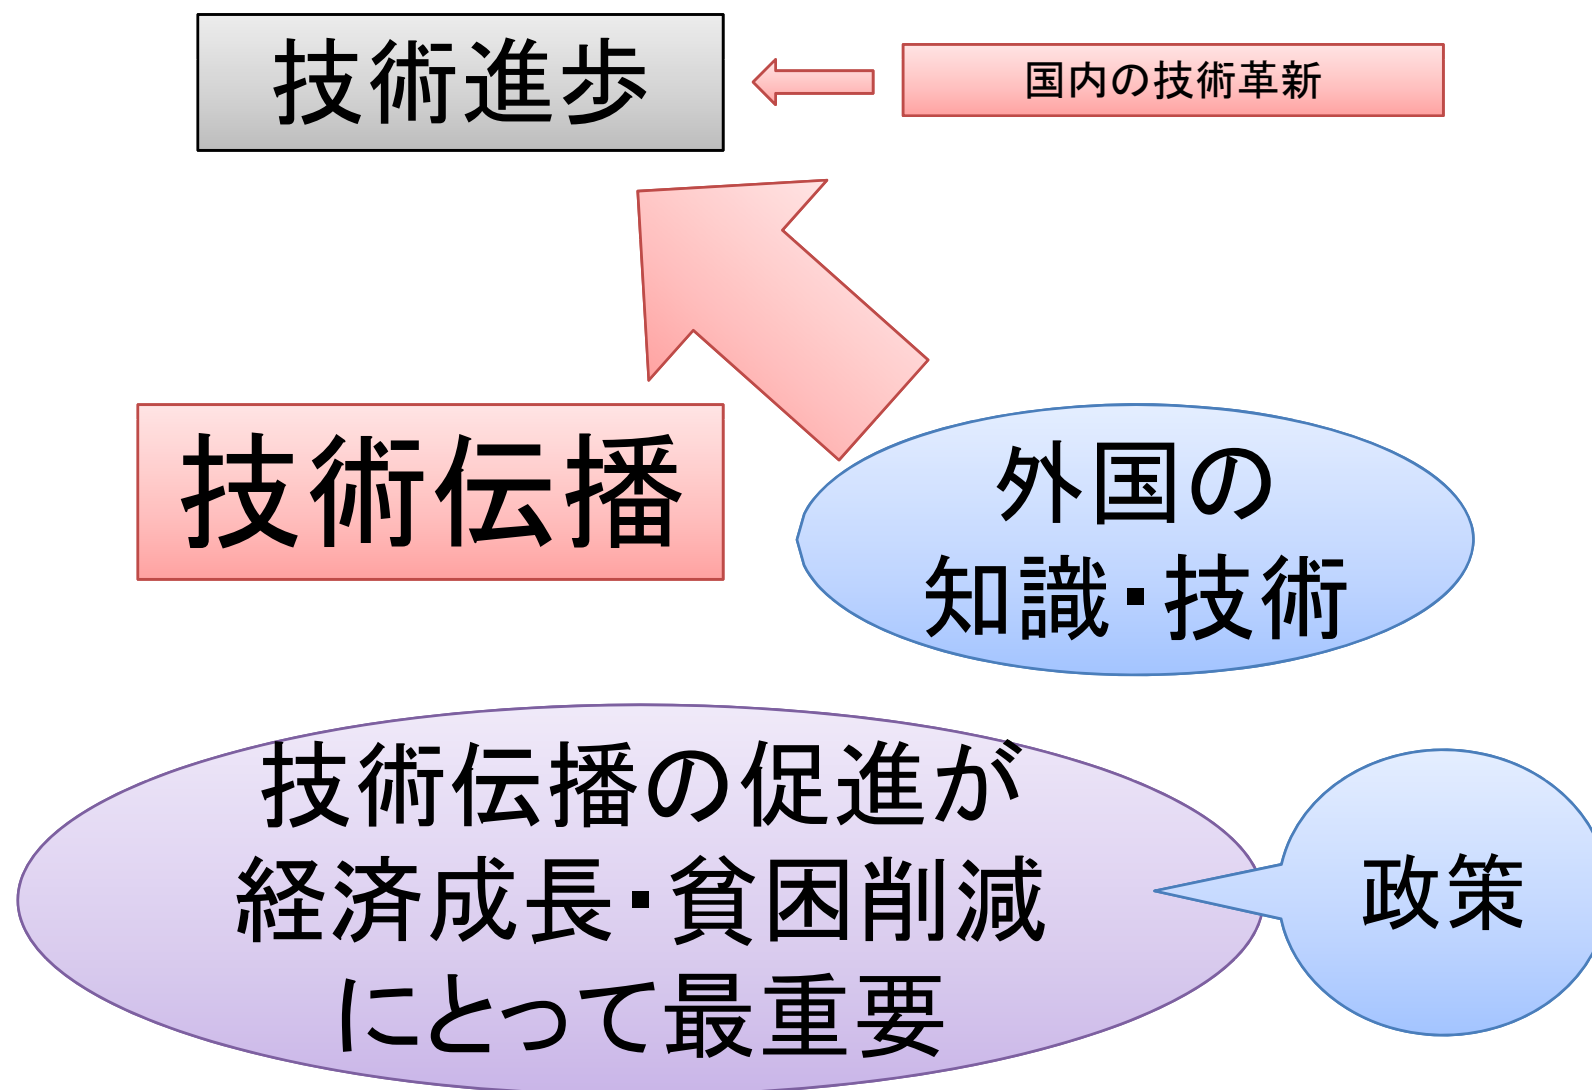 技術進歩
国内の技術革新
技術伝播
外国の
知識・技術
技術伝播の促進が
経済成長・貧困削減
にとって最重要
政策